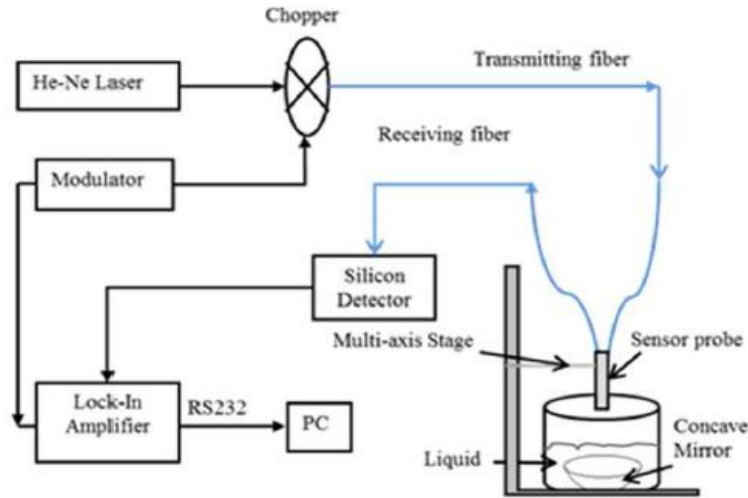 Chopper
He-Ne Laser
Transmitting fiber
Receiving fiber
Modulator
Silicon
Detector
Multi-axis Stage
Sensor probe
Lock-In
Amplifier
RS232
PC
Concave
Mirror
Liquid